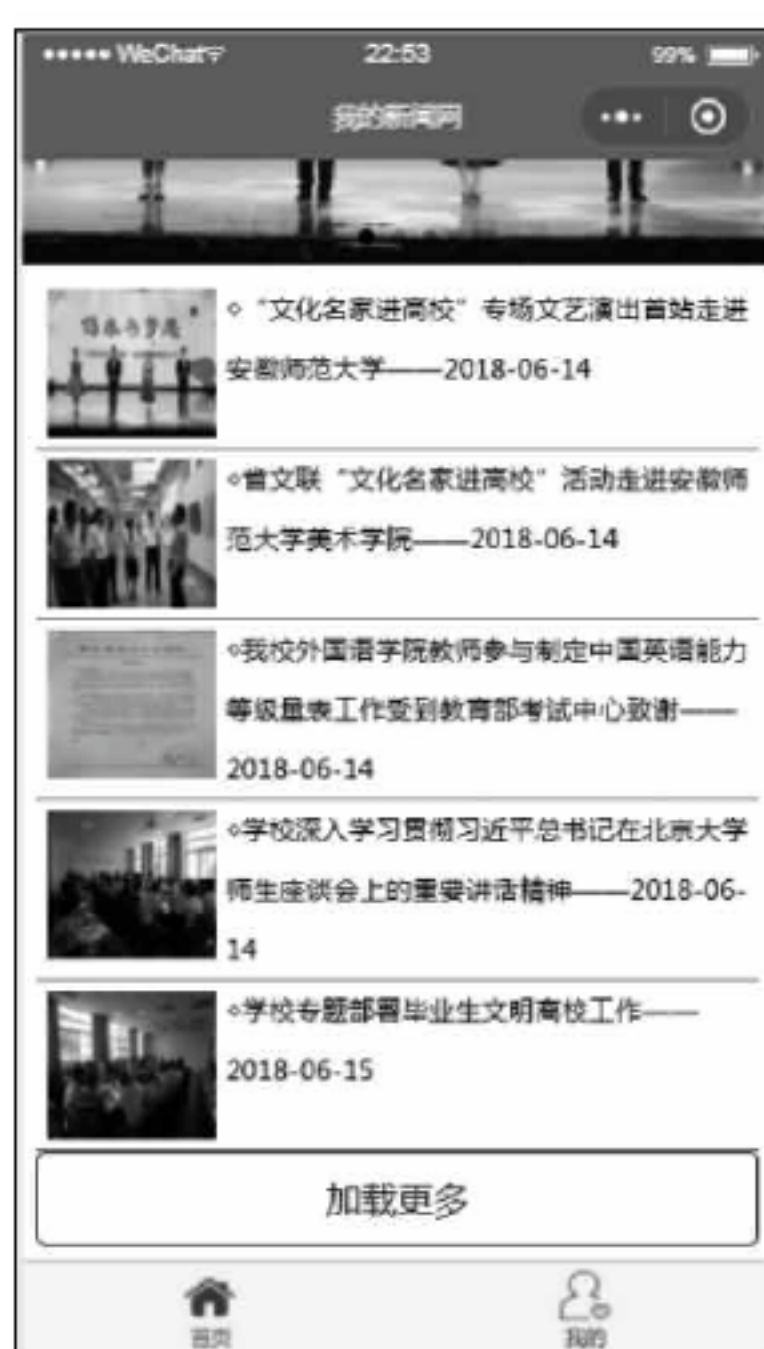 WeChat
22:53
99%
我的新闻网
◇“文化名家进高校”专场文艺演出首站走进
安徽师范大学——2018-06-14
◇省文联“文化名家进高校”活动走进安徽师
范大学美术学院——2018-06-14
◇我校外国语学院教师参与制定中国英语能力
等级量表工作受到教育部考试中心致谢——
2018-06-14
◇学校深入学习贯彻习近平总书记在北京大学
师生座谈会上的重要讲话精神——2018-06-
14
◇学校专题部署毕业生文明离校工作——
2018-06-15
加载更多
首页
我的